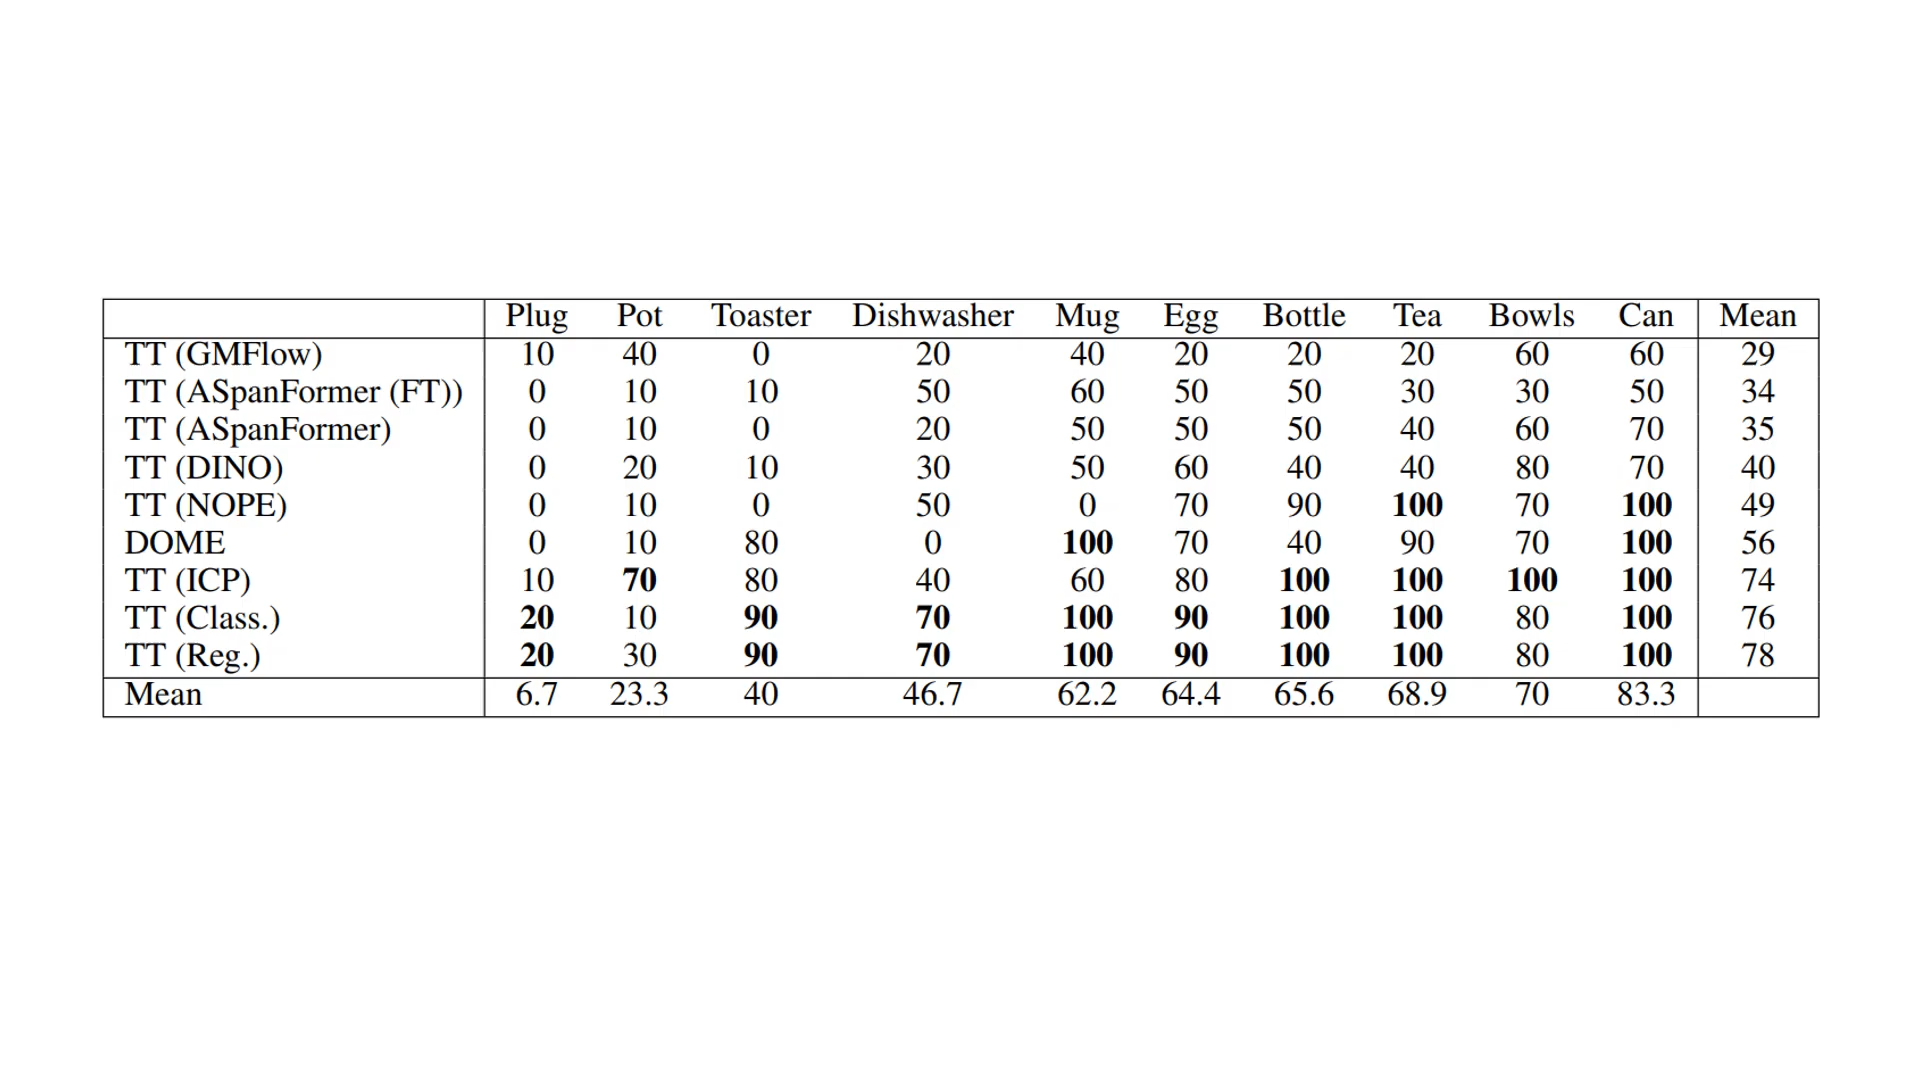 Plug Pot Toaster Dishwasher Mug Egg Bottle Tea Bowls Can Mean
TT (GMFlow) 10 40 0 20 40 20 20 20 60 60 29
TT (ASpanFormer (FT)) 0 10 10 50 60 50 50 30 30 50 34
TT (ASpanFormer) 0 10 0 20 50 50 50 40 60 70 35
TT (DINO) 0 20 10 30 50 60 40 40 80 70 40
TT (NOPE) 0 10 0 50 0 70 90 100 70 100 49
DOME 0 10 80 0 100 70 40 90 70 100 56
TT (ICP) 10 70 80 40 60 80 100 100 100 100 74
TT (Class.) 20 10 90 70 100 90 100 100 80 100 76
TT (Reg.) 20 30 90 70 100 90 100 100 80 100 78
Mean 6.7 23.3 40 46.7 62.2 64.4 65.6 68.9 70 83.3